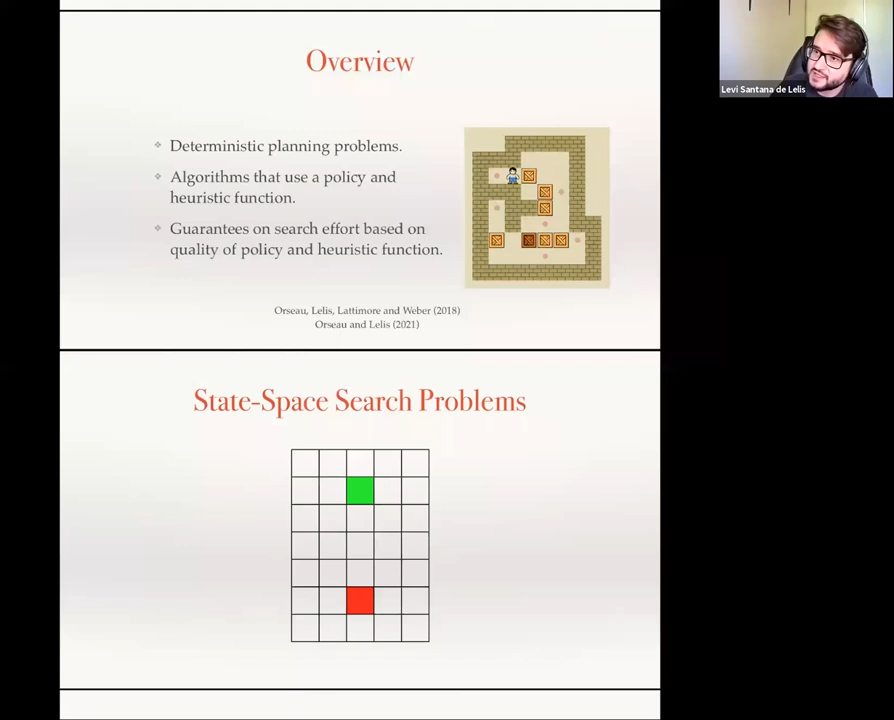 Overview
Deterministic planning problems.
Algorithms that use a policy and
heuristic function.
Guarantees on search effort based on
quality of policy and heuristic function.
Orseau, Lelis, Lattimore and Weber (2018)
Orseau and Lelis (2021)
State-Space Search Problems
Levi Santana de Lelis